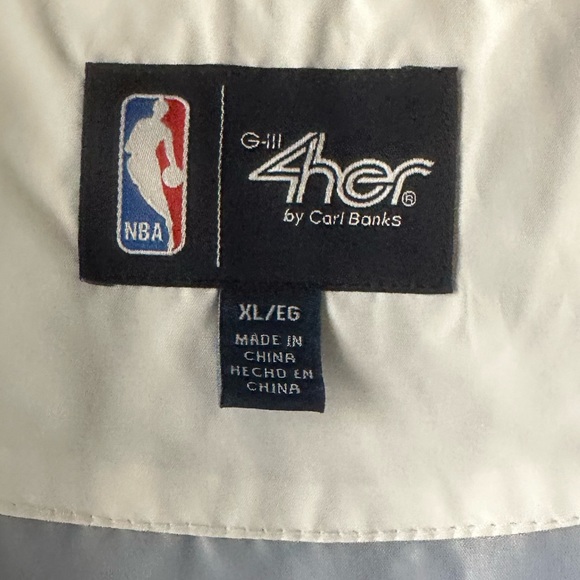 NBA
G-III
4her®
by Carl Banks
XL/EG
MADE IN
CHINA
HECHO EN
CHINA